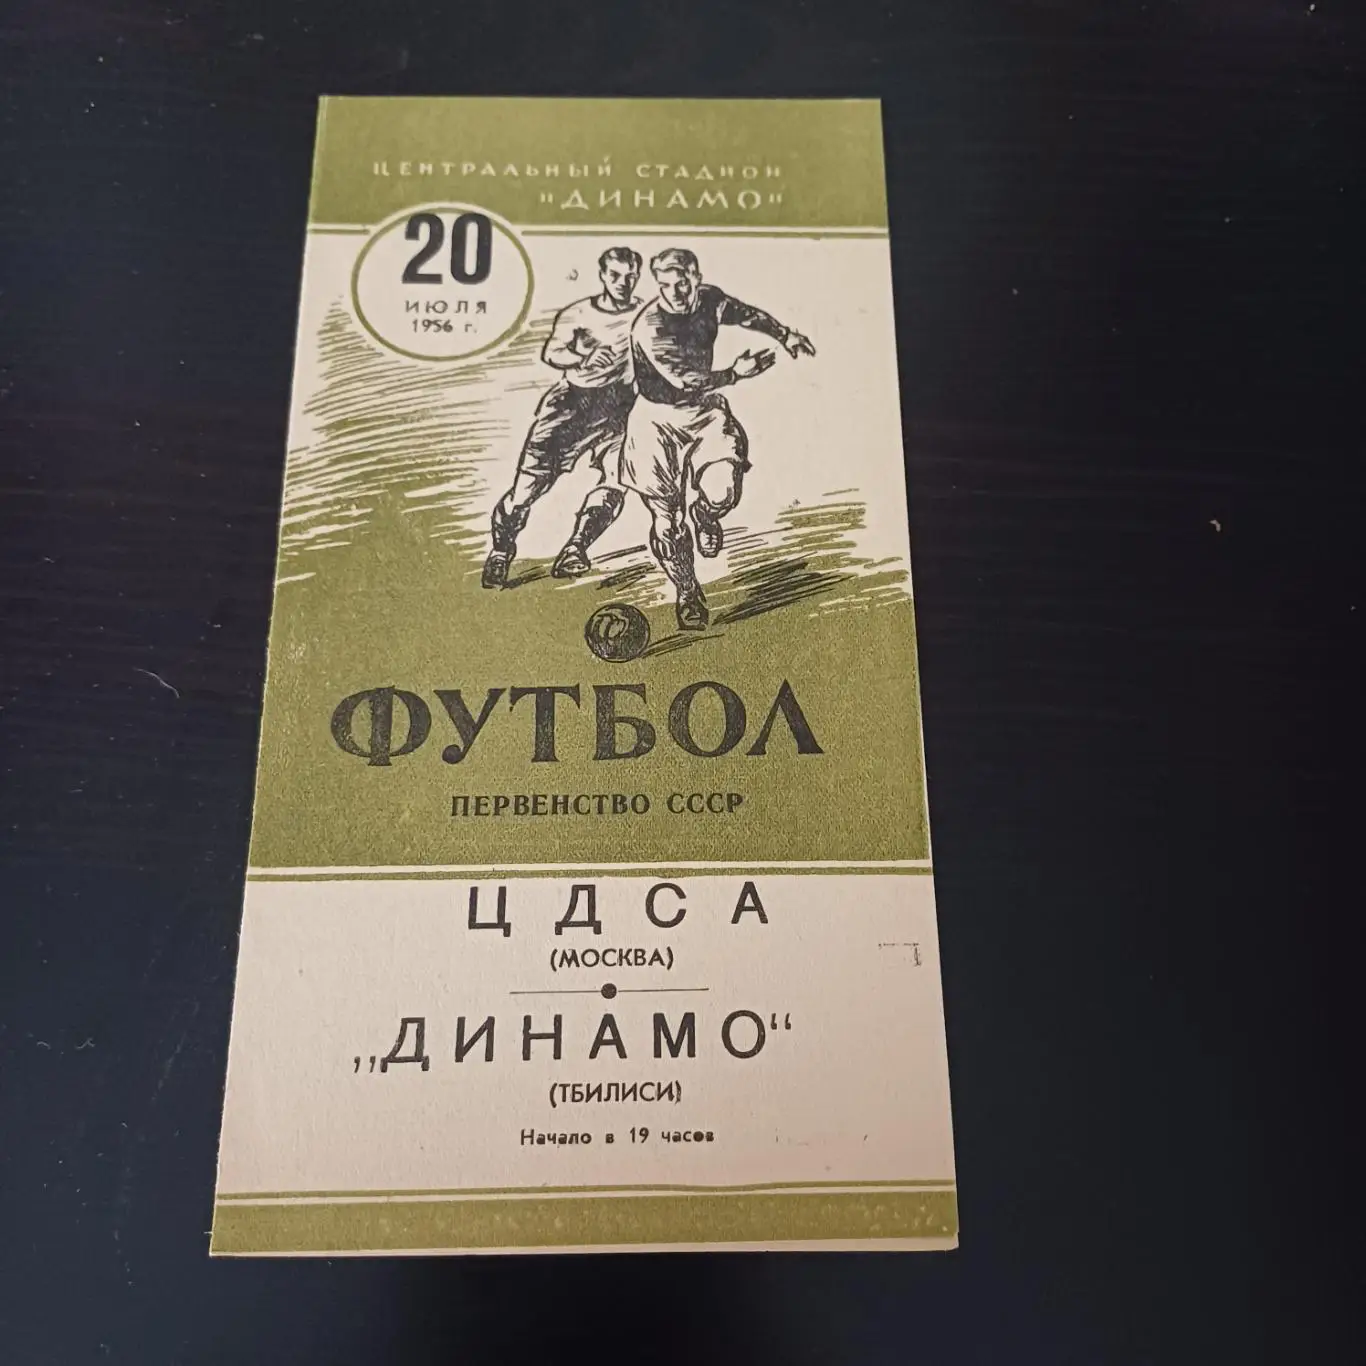 ЦЕНТРАЛЬНЫЙ СТАДИОН
"ДИНАМО"
20
ИЮЛЯ
1956 г.
ФУТБОЛ
ПЕРВЕНСТВО СССР
ЦДСА
(МОСКВА)
„ДИНАМО“
(ТБИЛИСИ)
Начало в 19 часов